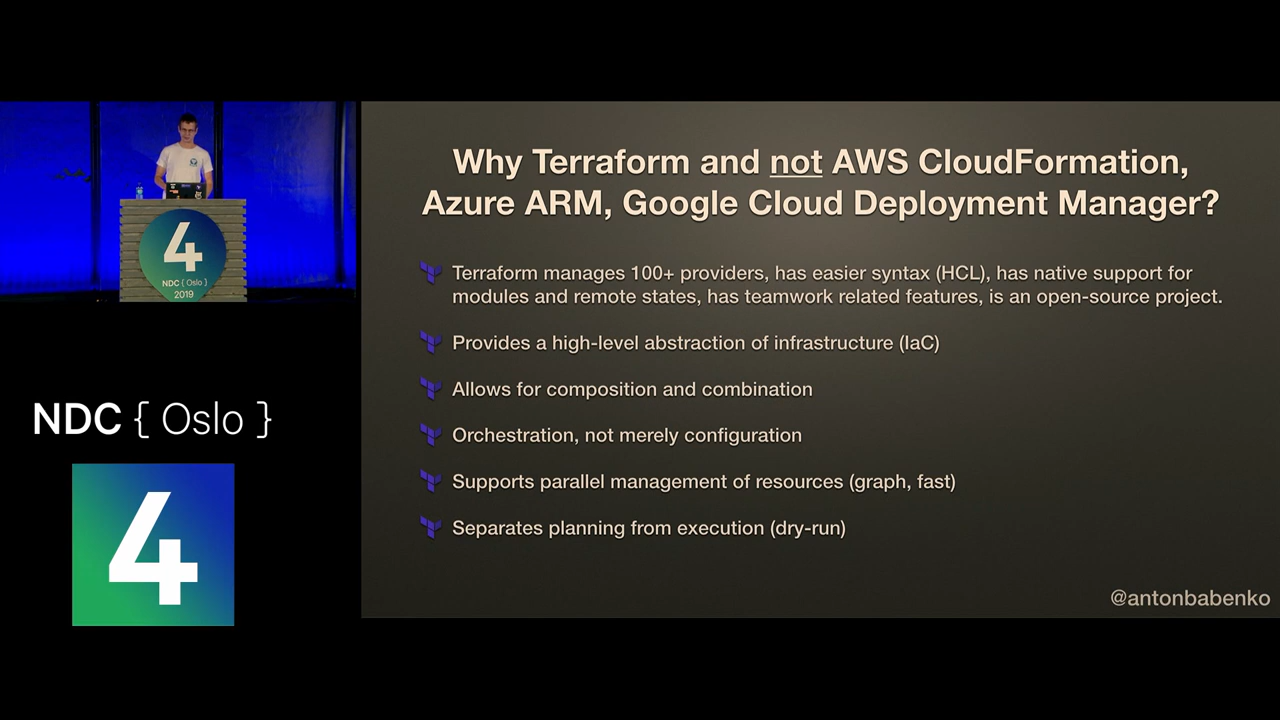 Why Terraform and not AWS CloudFormation,
Azure ARM, Google Cloud Deployment Manager?
Terraform manages 100+ providers, has easier syntax (HCL), has native support for
modules and remote states, has teamwork related features, is an open-source project.
Provides a high-level abstraction of infrastructure (IaC)
Allows for composition and combination
Orchestration, not merely configuration
Supports parallel management of resources (graph, fast)
Separates planning from execution (dry-run)
@antonbabenko
4
NDC { Oslo }
2019
NDC { Oslo }
4